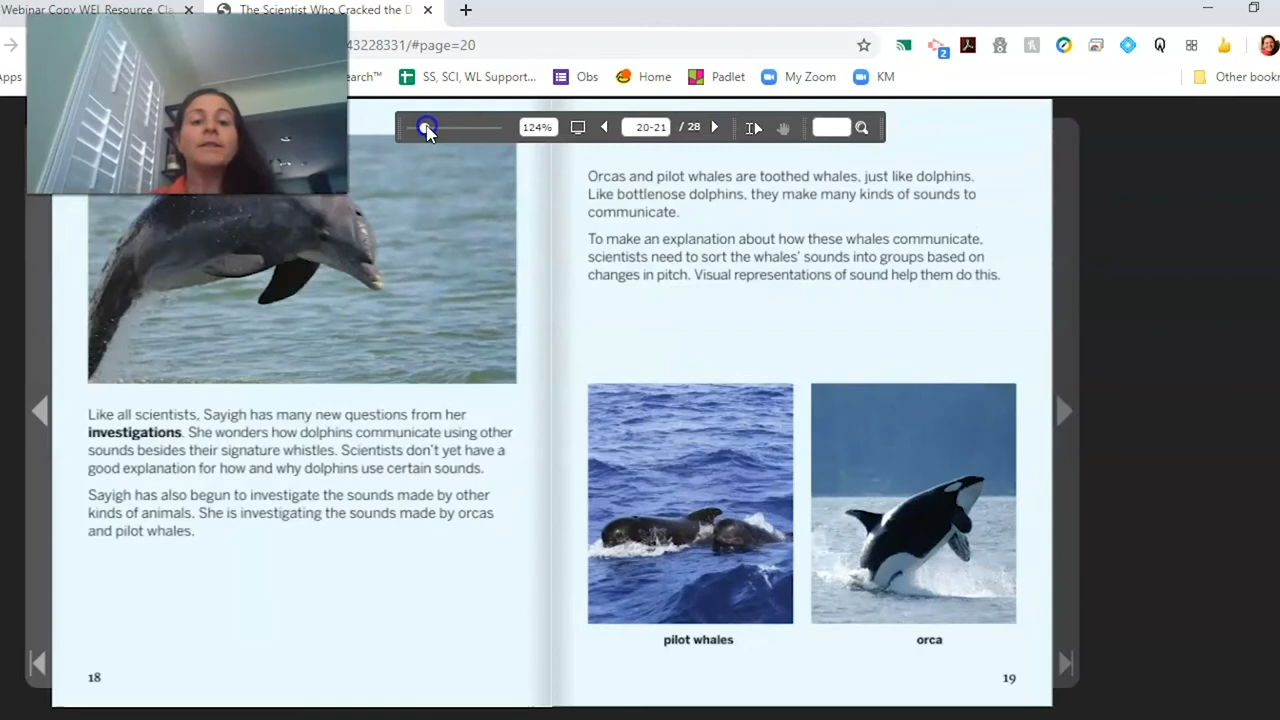 Webinar Copy WEL Resource Cla
The Scientist Who Cracked the D
43228331/#page=20
2
Apps
earch™
SS, SCI, WL Support...
Obs
Home
Padlet
My Zoom
KM
Other bookm
124%
20-21
/ 28
Orcas and pilot whales are toothed whales, just like dolphins.
Like bottlenose dolphins, they make many kinds of sounds to
communicate.
To make an explanation about how these whales communicate,
scientists need to sort the whales' sounds into groups based on
changes in pitch. Visual representations of sound help them do this.
Like all scientists, Sayigh has many new questions from her
investigations. She wonders how dolphins communicate using other
sounds besides their signature whistles. Scientists don't yet have a
good explanation for how and why dolphins use certain sounds.
Sayigh has also begun to investigate the sounds made by other
kinds of animals. She is investigating the sounds made by orcas
and pilot whales.
pilot whales
orca
18
19